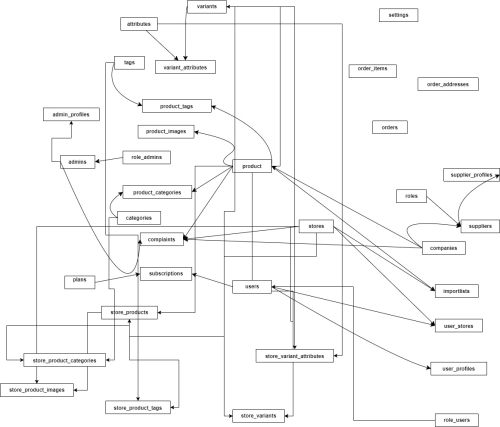 variants
settings
attributes
tags
variant_attributes
order_items
order_addresses
product_tags
admin_profiles
product_images
orders
admins
role_admins
product
supplier_profiles
product_categories
roles
categories
stores
suppliers
complaints
companies
plans
subscriptions
users
importlists
store_products
user_stores
store_product_categories
store_variant_attributes
user_profiles
store_product_images
store_product_tags
store_variants
role_users